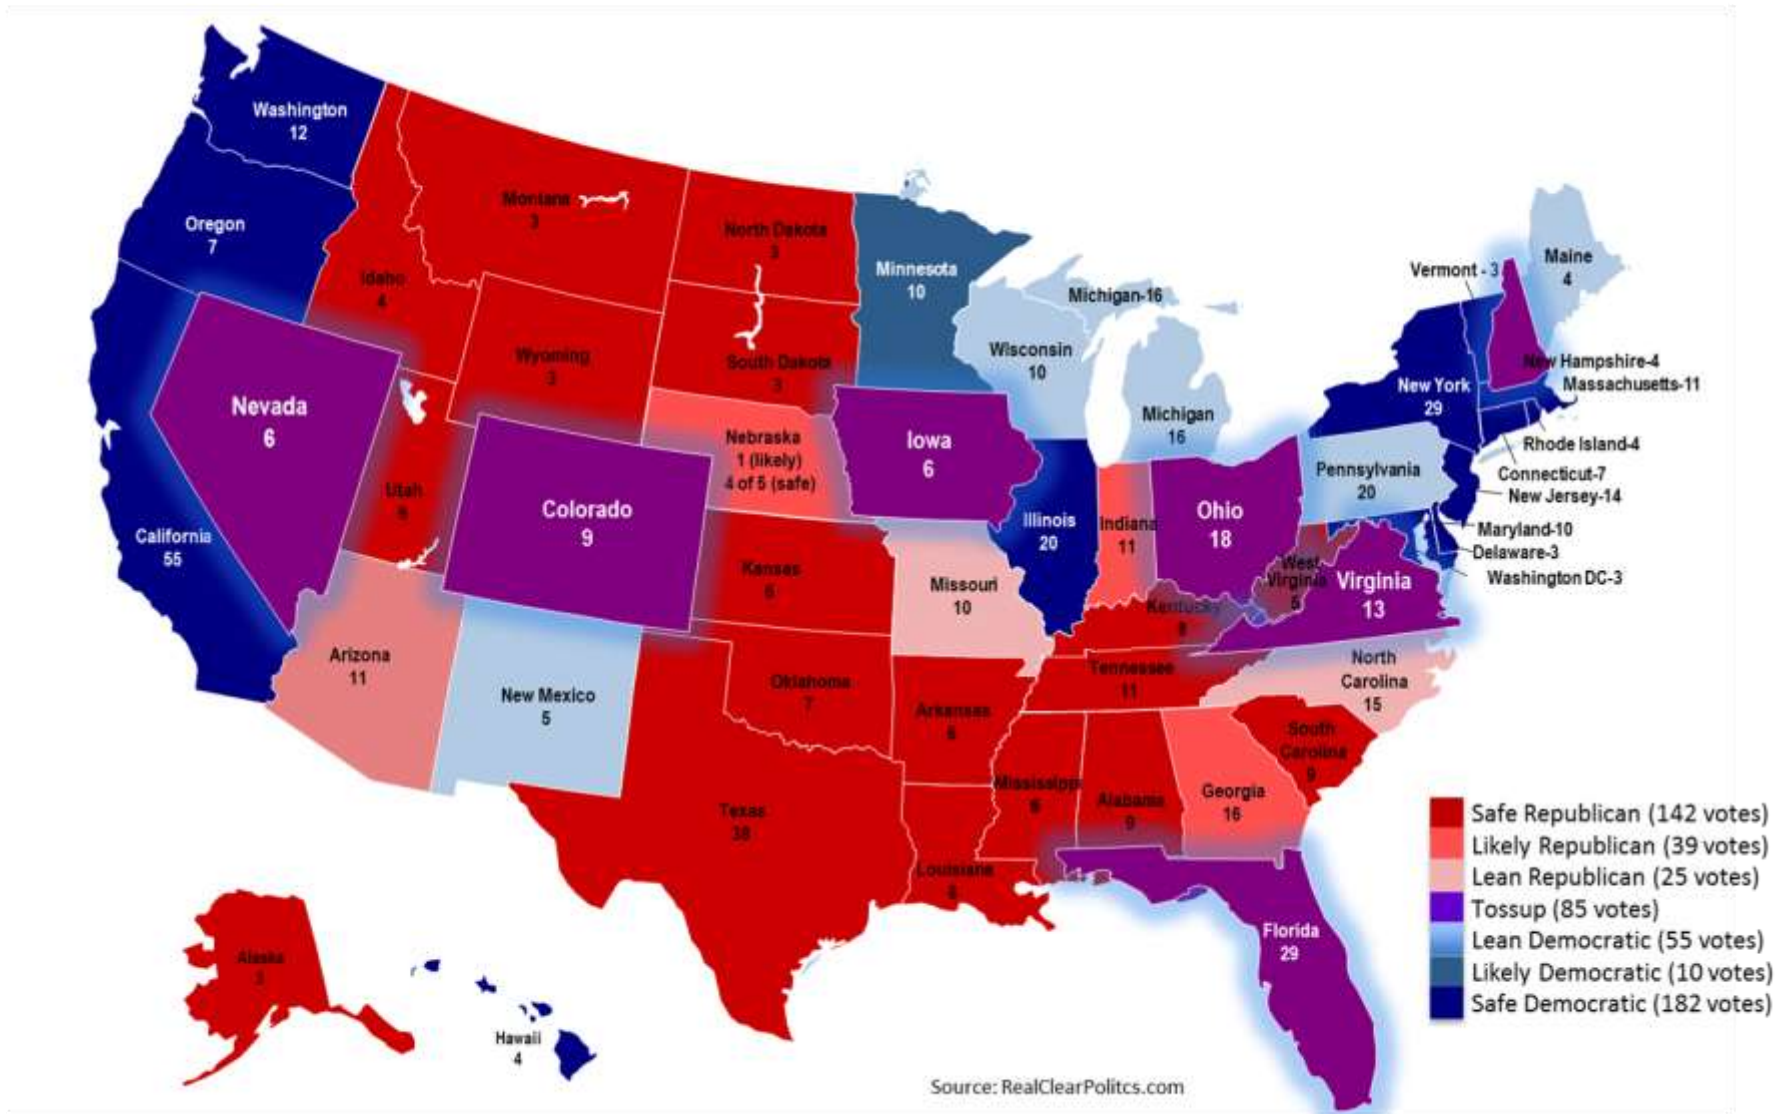 Washington
12
Oregon
7
California
55
Nevada
6
Idaho
4
Montana
3
Wyoming
3
Utah
6
Colorado
9
Arizona
11
New Mexico
5
North Dakota
3
South Dakota
3
Nebraska
1 (likely)
4 of 5 (safe)
Kansas
6
Oklahoma
7
Texas
38
Minnesota
10
Iowa
6
Missouri
10
Arkansas
6
Louisiana
8
Wisconsin
10
Illinois
20
Michigan-16
Michigan
16
Indiana
11
Ohio
18
Kentucky
8
Tennessee
11
Mississippi
6
Alabama
9
Georgia
16
Florida
29
South
Carolina
9
North
Carolina
15
West
Virginia
5
Virginia
13
Pennsylvania
20
New York
29
Vermont - 3
Maine
4
New Hampshire-4
Massachusetts-11
Rhode Island-4
Connecticut-7
New Jersey-14
Maryland-10
Delaware-3
Washington DC-3
Alaska
3
Hawaii
4
Safe Republican (142 votes)
Likely Republican (39 votes)
Lean Republican (25 votes)
Tossup (85 votes)
Lean Democratic (55 votes)
Likely Democratic (10 votes)
Safe Democratic (182 votes)
Source: RealClearPolitcs.com